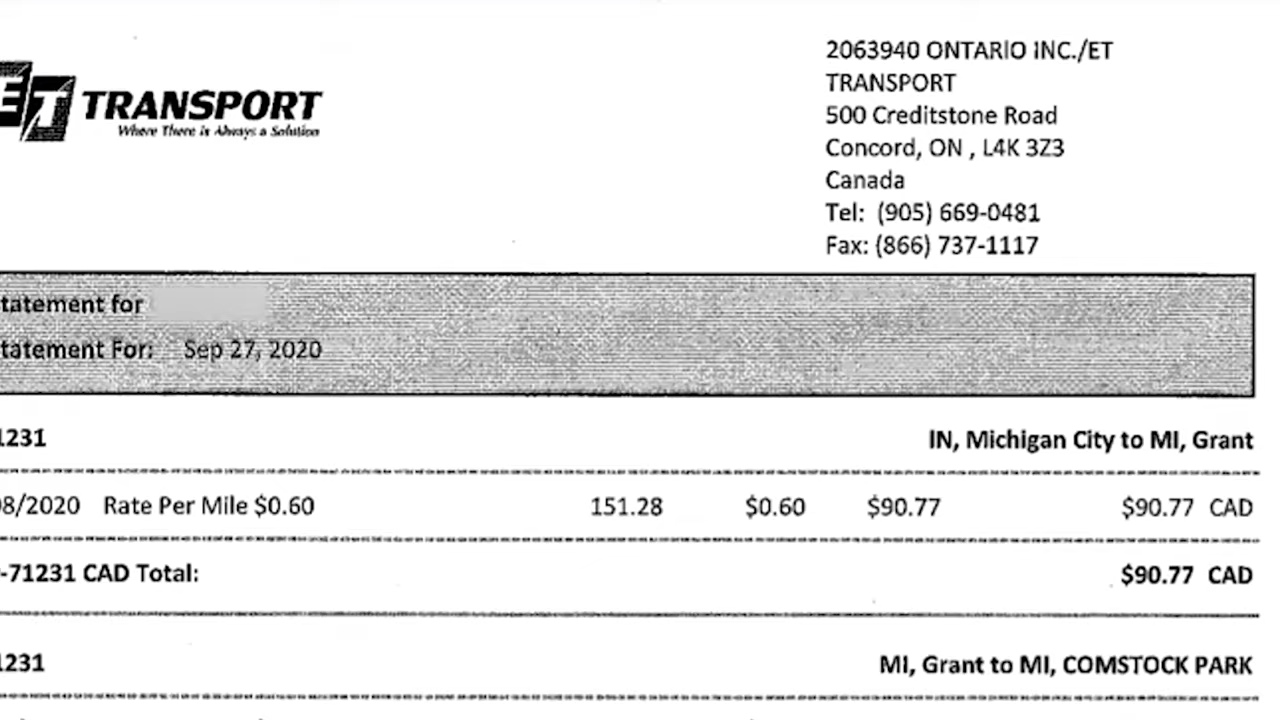 ET TRANSPORT
Where There is Always a Solution
2063940 ONTARIO INC./ET
TRANSPORT
500 Creditstone Road
Concord, ON , L4K 3Z3
Canada
Tel: (905) 669-0481
Fax: (866) 737-1117
tatement for
tatement For: Sep 27, 2020
1231 IN, Michigan City to MI, Grant
08/2020 Rate Per Mile $0.60 151.28 $0.60 $90.77 $90.77 CAD
-71231 CAD Total: $90.77 CAD
1231 MI, Grant to MI, COMSTOCK PARK